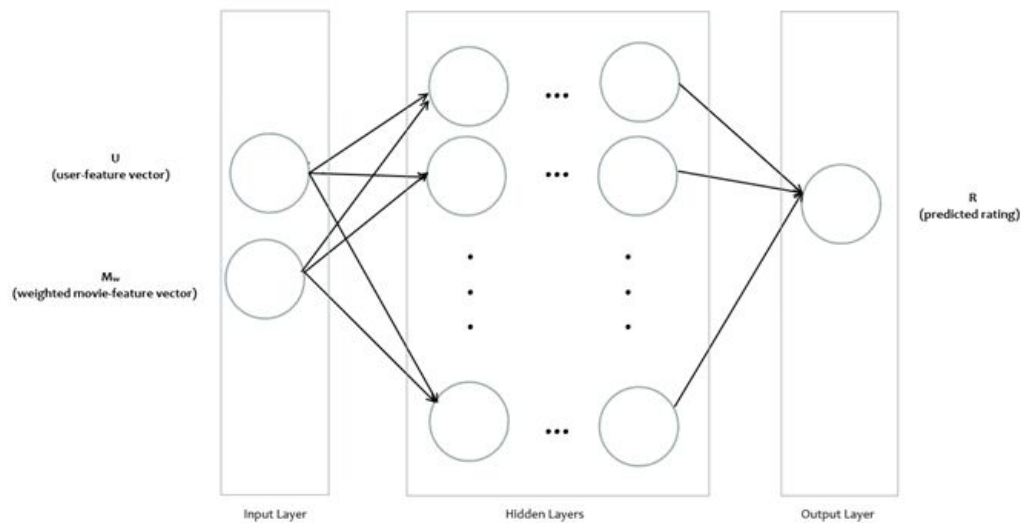 U
(user-feature vector)
Mw
(weighted movie-feature vector)
R
(predicted rating)
Input Layer
Hidden Layers
Output Layer